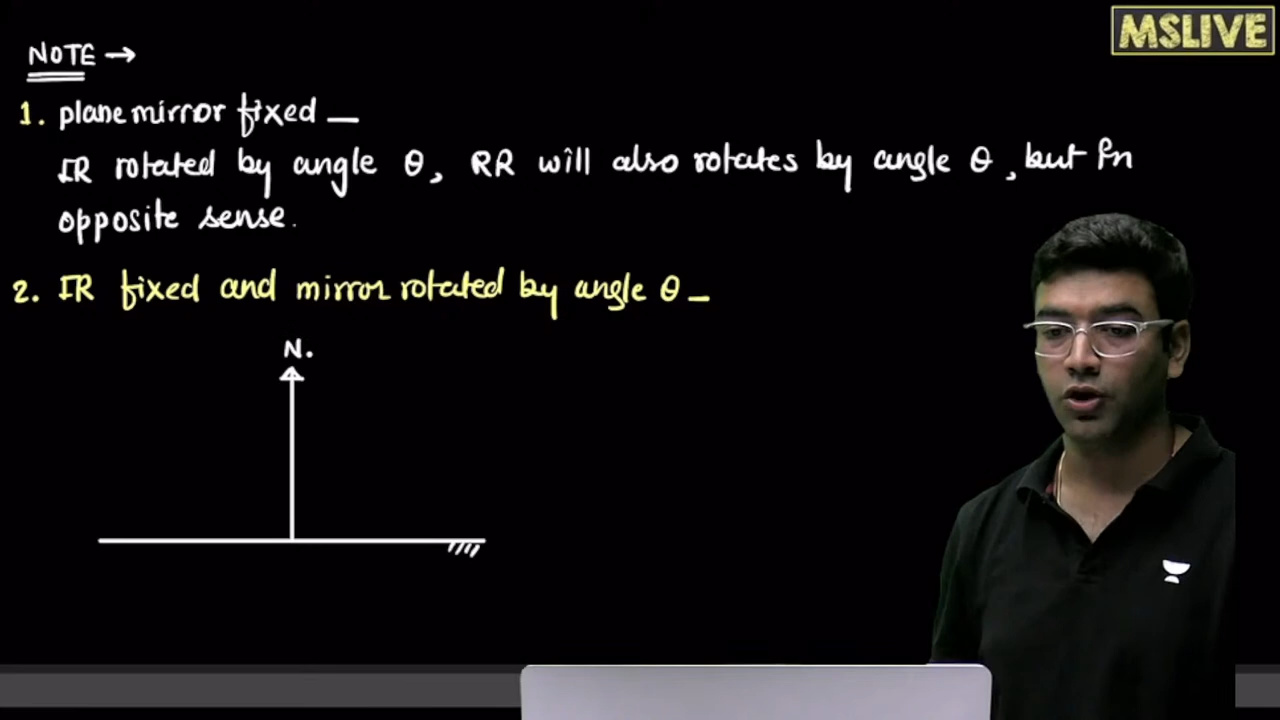 MSLIVE
NOTE →
1. plane mirror fixed _
IR rotated by angle θ, RR will also rotates by angle θ, but in
opposite sense.
2. IR fixed and mirror rotated by angle θ _
N.